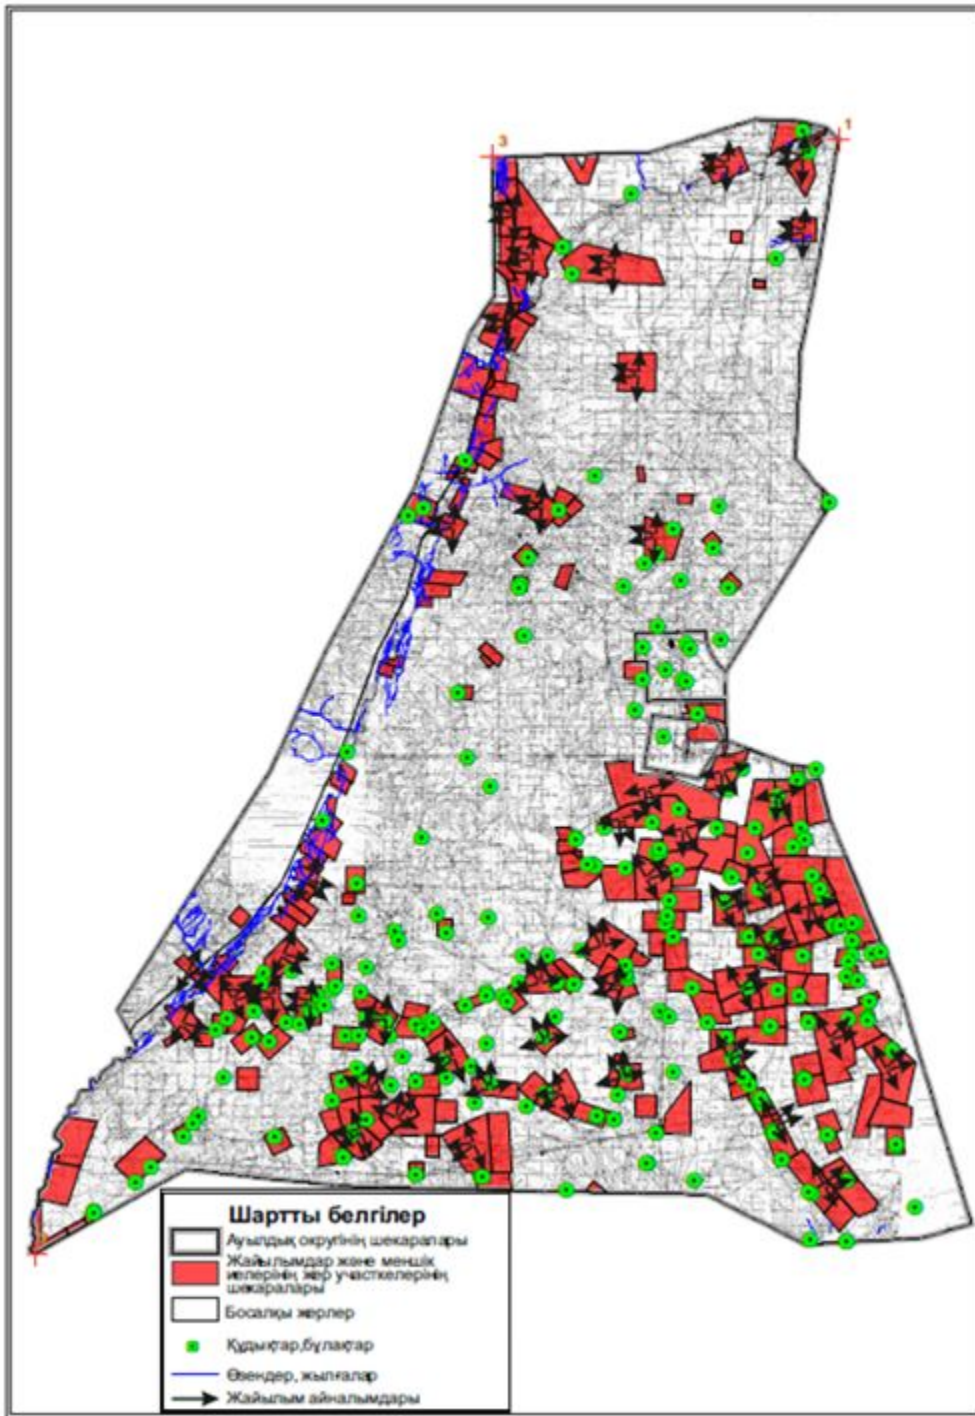 3
1
Шартты белгілер
Ауылдық округінің шекаралары
Жайылымдар және меншік
иелерінің жер участкелерінің
шекаралары
Босалқы жерлер
Құдықтар,бұлақтар
Өзендер, жылғалар
Жайылым айналымдары